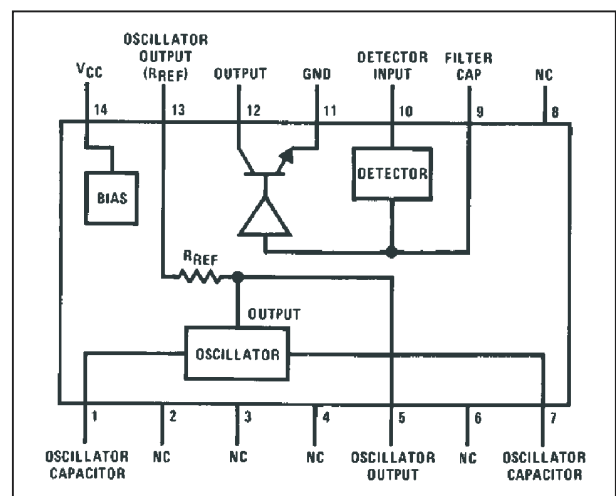 OSCILLATOR
OUTPUT
(RREF)
VCC
OUTPUT
GND
DETECTOR
INPUT
FILTER
CAP
NC
14
13
12
11
10
9
8
BIAS
DETECTOR
RREF
OUTPUT
OSCILLATOR
1
2
3
4
5
6
7
OSCILLATOR
CAPACITOR
NC
NC
NC
OSCILLATOR
OUTPUT
NC
OSCILLATOR
CAPACITOR